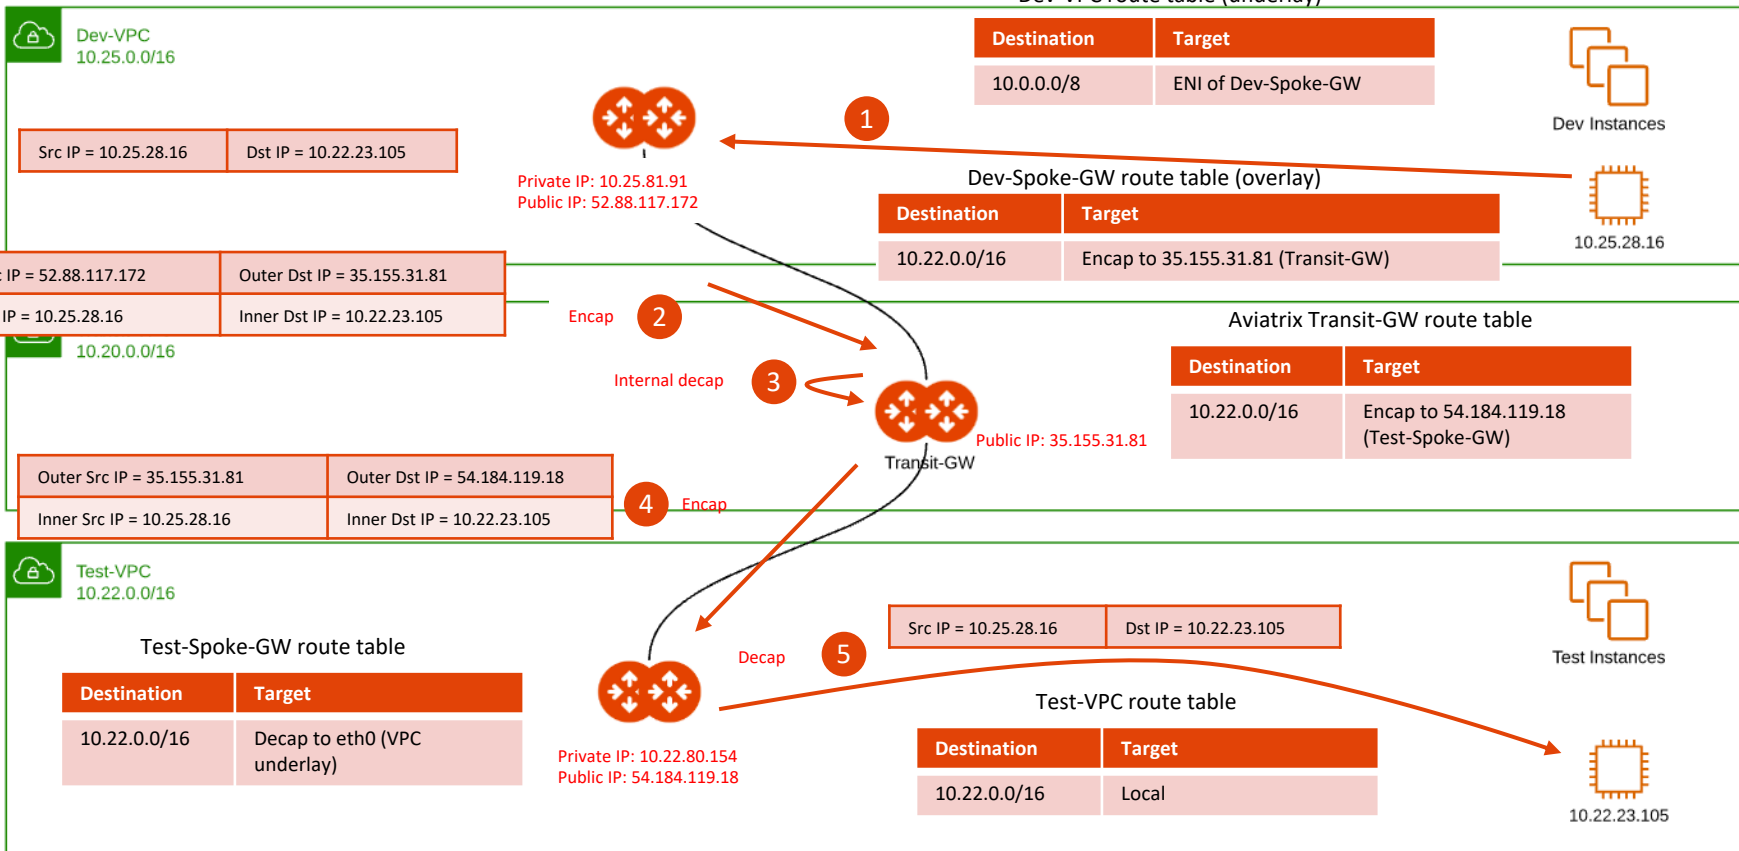 Dev-VPC route table (underlay)
Dev-VPC
10.25.0.0/16
Destination Target
10.0.0.0/8 ENI of Dev-Spoke-GW
Dev Instances
1
Src IP = 10.25.28.16 Dst IP = 10.22.23.105
Private IP: 10.25.81.91
Public IP: 52.88.117.172
Dev-Spoke-GW route table (overlay)
Destination Target
10.22.0.0/16 Encap to 35.155.31.81 (Transit-GW)
10.25.28.16
IP = 52.88.117.172 Outer Dst IP = 35.155.31.81
IP = 10.25.28.16 Inner Dst IP = 10.22.23.105
Encap 2
10.20.0.0/16
Aviatrix Transit-GW route table
Destination Target
10.22.0.0/16 Encap to 54.184.119.18
(Test-Spoke-GW)
Internal decap 3
Public IP: 35.155.31.81
Transit-GW
Outer Src IP = 35.155.31.81 Outer Dst IP = 54.184.119.18
Inner Src IP = 10.25.28.16 Inner Dst IP = 10.22.23.105
4 Encap
Test-VPC
10.22.0.0/16
Test Instances
Src IP = 10.25.28.16 Dst IP = 10.22.23.105
Decap 5
Test-Spoke-GW route table
Destination Target
10.22.0.0/16 Decap to eth0 (VPC
underlay)
Private IP: 10.22.80.154
Public IP: 54.184.119.18
Test-VPC route table
Destination Target
10.22.0.0/16 Local
10.22.23.105